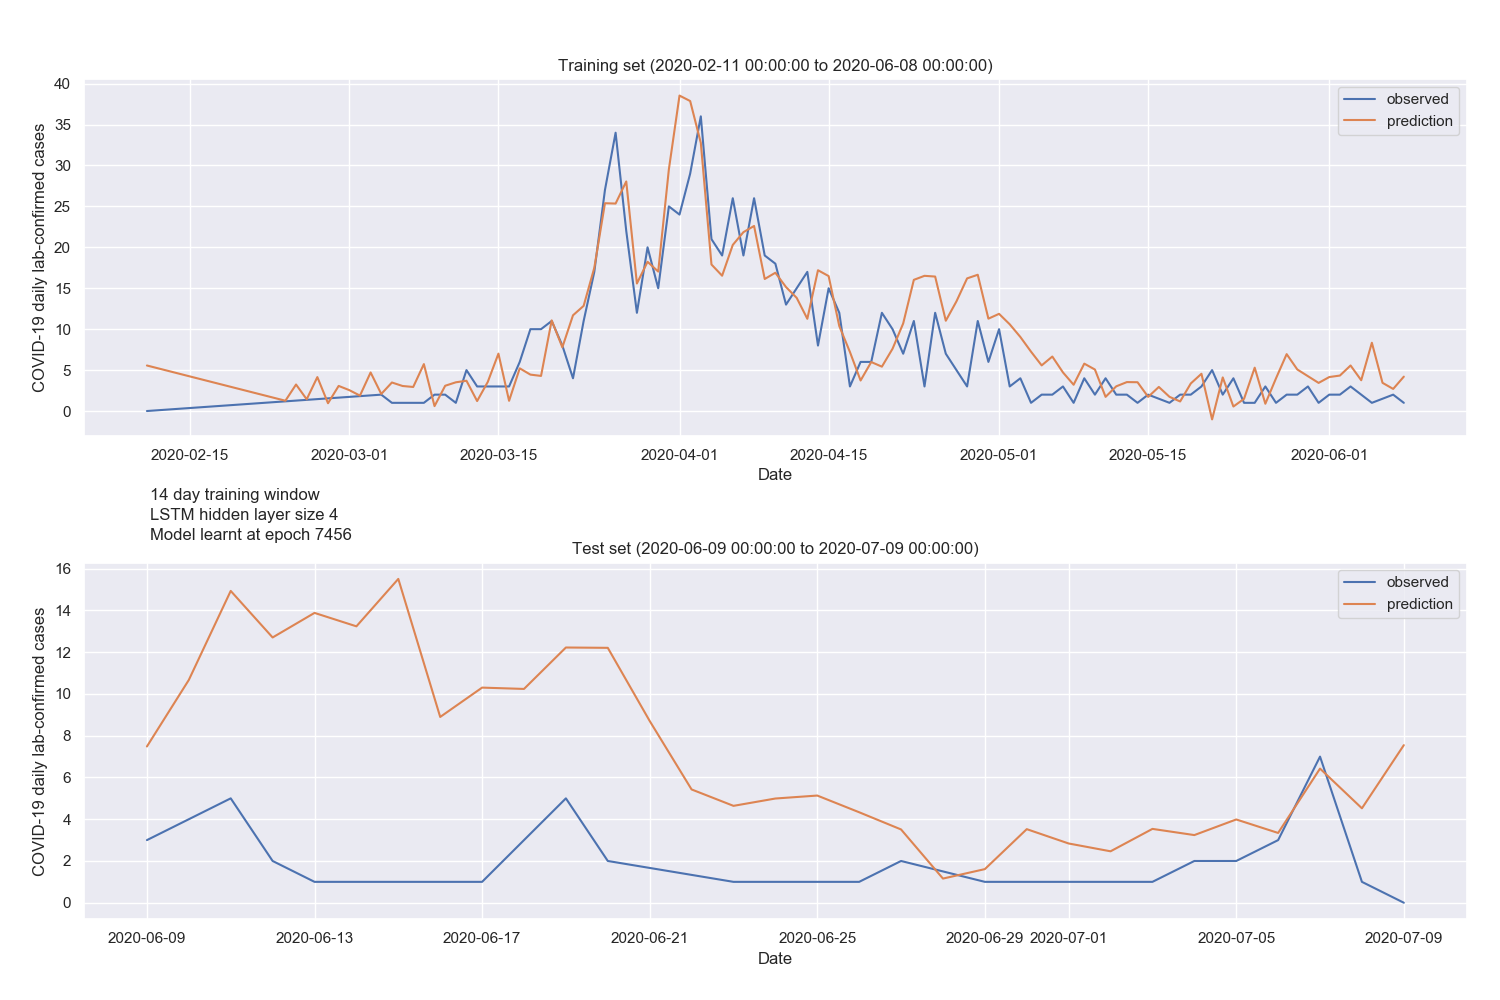 Training set (2020-02-11 00:00:00 to 2020-06-08 00:00:00)
COVID-19 daily lab-confirmed cases
40
35
30
25
20
15
10
5
0
observed
prediction
2020-02-15 2020-03-01 2020-03-15 2020-04-01 2020-04-15 2020-05-01 2020-05-15 2020-06-01
Date
14 day training window
LSTM hidden layer size 4
Model learnt at epoch 7456
Test set (2020-06-09 00:00:00 to 2020-07-09 00:00:00)
COVID-19 daily lab-confirmed cases
16
14
12
10
8
6
4
2
0
observed
prediction
2020-06-09 2020-06-13 2020-06-17 2020-06-21 2020-06-25 2020-06-29 2020-07-01 2020-07-05 2020-07-09
Date